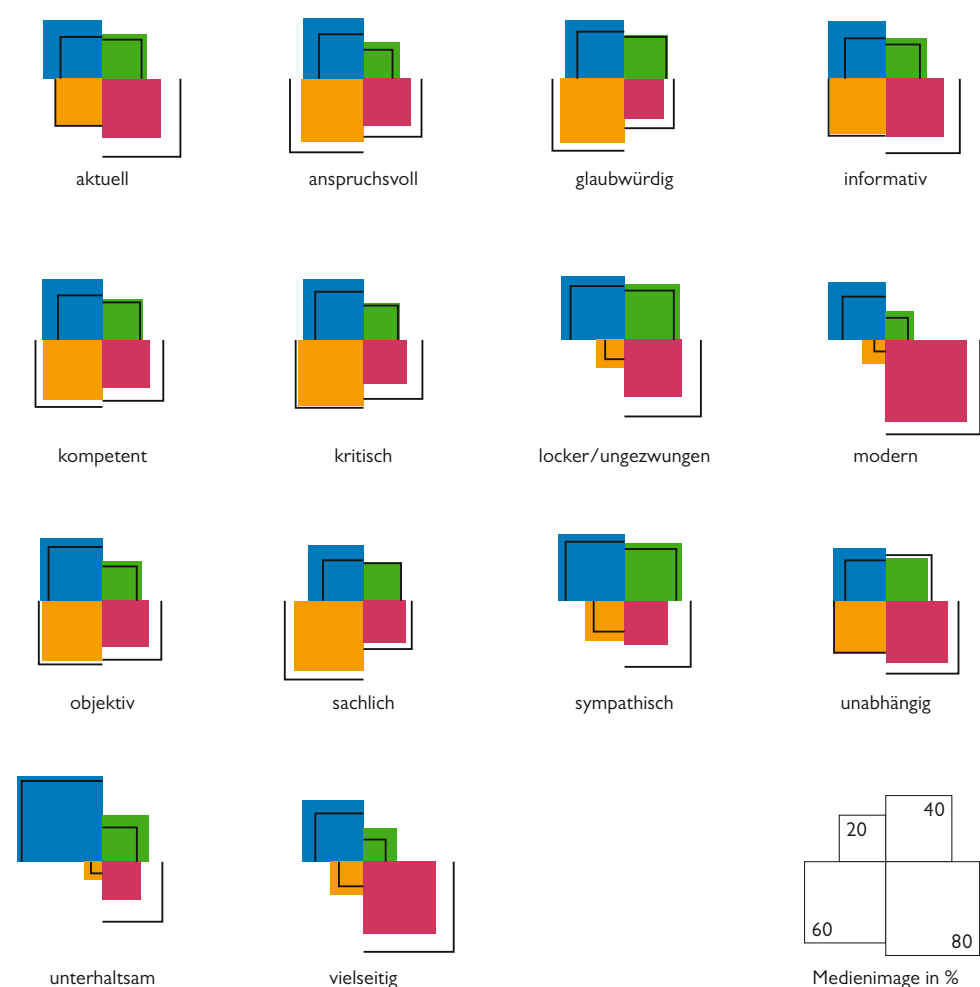 aktuell
anspruchsvoll
glaubwürdig
informativ
kompetent
kritisch
locker/ungezwungen
modern
objektiv
sachlich
sympathisch
unabhängig
40
20
60
80
unterhaltsam
vielseitig
Medienimage in %